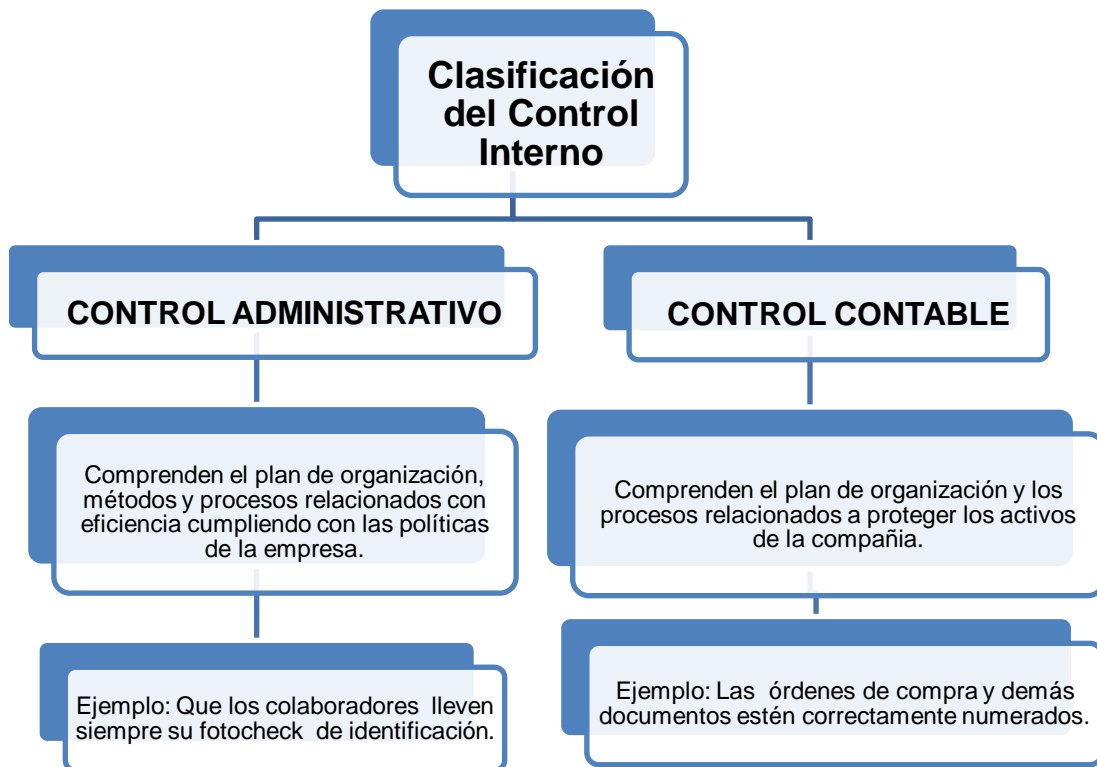 Clasificación
del Control
Interno
CONTROL ADMINISTRATIVO
CONTROL CONTABLE
Comprenden el plan de organización,
métodos y procesos relacionados con
eficiencia cumpliendo con las políticas
de la empresa.
Comprenden el plan de organización y los
procesos relacionados a proteger los activos
de la compañia.
Ejemplo: Que los colaboradores lleven
siempre su fotocheck de identificación.
Ejemplo: Las órdenes de compra y demás
documentos estén correctamente numerados.